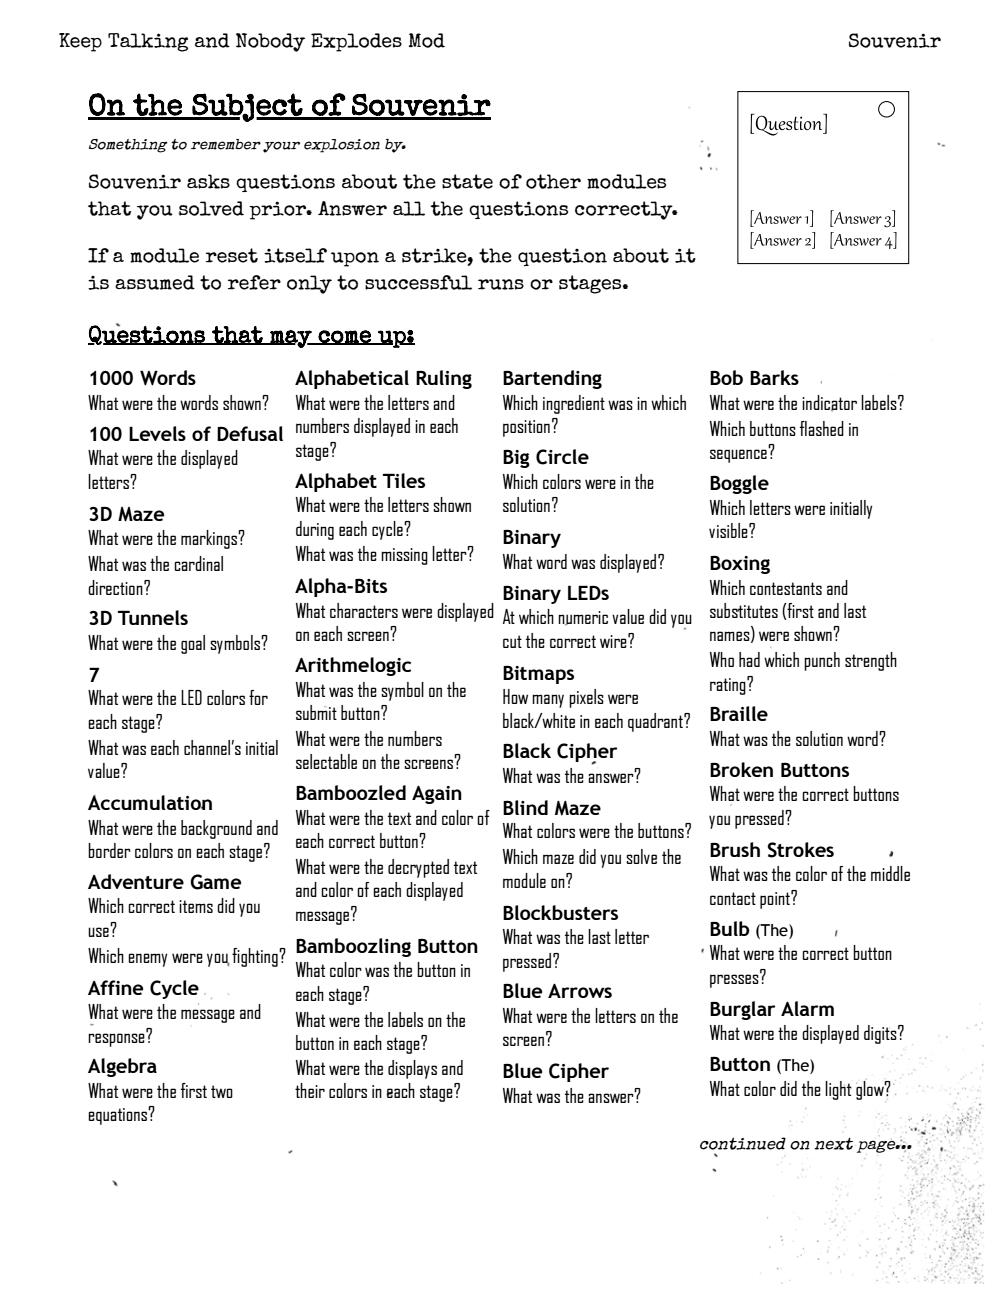 Keep Talking and Nobody Explodes Mod
Souvenir
On the Subject of Souvenir
Something to remember your explosion by.
Souvenir asks questions about the state of other modules
that you solved prior. Answer all the questions correctly.
If a module reset itself upon a strike, the question about it
is assumed to refer only to successful runs or stages.
[Question]
[Answer 1] [Answer 3]
[Answer 2] [Answer 4]
Questions that may come up:
1000 Words
What were the words shown?
100 Levels of Defusal
What were the displayed
letters?
3D Maze
What were the markings?
What was the cardinal
direction?
3D Tunnels
What were the goal symbols?
7
What were the LED colors for
each stage?
What was each channel's initial
value?
Accumulation
What were the background and
border colors on each stage?
Adventure Game
Which correct items did you
use?
Which enemy were you fighting?
Affine Cycle
What were the message and
response?
Algebra
What were the first two
equations?
Alphabetical Ruling
What were the letters and
numbers displayed in each
stage?
Alphabet Tiles
What were the letters shown
during each cycle?
What was the missing letter?
Alpha-Bits
What characters were displayed
on each screen?
Arithmelogic
What was the symbol on the
submit button?
What were the numbers
selectable on the screens?
Bamboozled Again
What were the text and color of
each correct button?
What were the decrypted text
and color of each displayed
message?
Bamboozling Button
What color was the button in
each stage?
What were the labels on the
button in each stage?
What were the displays and
their colors in each stage?
Bartending
Which ingredient was in which
position?
Big Circle
Which colors were in the
solution?
Binary
What word was displayed?
Binary LEDs
At which numeric value did you
cut the correct wire?
Bitmaps
How many pixels were
black/white in each quadrant?
Black Cipher
What was the answer?
Blind Maze
What colors were the buttons?
Which maze did you solve the
module on?
Blockbusters
What was the last letter
pressed?
Blue Arrows
What were the letters on the
screen?
Blue Cipher
What was the answer?
Bob Barks
What were the indicator labels?
Which buttons flashed in
sequence?
Boggle
Which letters were initially
visible?
Boxing
Which contestants and
substitutes (first and last
names) were shown?
Who had which punch strength
rating?
Braille
What was the solution word?
Broken Buttons
What were the correct buttons
you pressed?
Brush Strokes
What was the color of the middle
contact point?
Bulb (The)
What were the correct button
presses?
Burglar Alarm
What were the displayed digits?
Button (The)
What color did the light glow?
continued on next page…